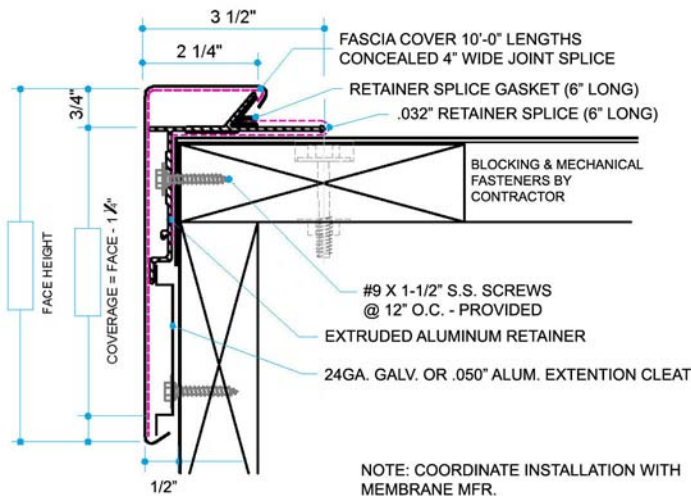 3 1/2"
2 1/4"
FASCIA COVER 10'-0" LENGTHS
CONCEALED 4" WIDE JOINT SPLICE
RETAINER SPLICE GASKET (6" LONG)
.032" RETAINER SPLICE (6" LONG)
3/4"
BLOCKING & MECHANICAL
FASTENERS BY
CONTRACTOR
FACE HEIGHT
COVERAGE = FACE - 1 1/4"
#9 X 1-1/2" S.S. SCREWS
@ 12" O.C. - PROVIDED
EXTRUDED ALUMINUM RETAINER
24GA. GALV. OR .050" ALUM. EXTENTION CLEAT
1/2"
NOTE: COORDINATE INSTALLATION WITH
MEMBRANE MFR.